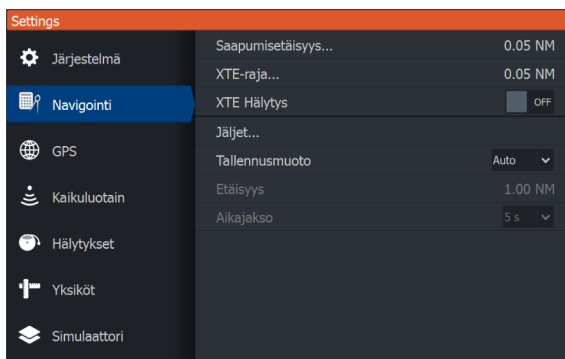 Settings
Järjestelmä
Navigointi
GPS
Kaikuluotain
Hälytykset
Yksiköt
Simulaattori
Saapumisetäisyys... 0.05 NM
XTE-raja... 0.05 NM
XTE Hälytys OFF
Jäljet...
Tallennusmuoto Auto
Etäisyys 1.00 NM
Aikajakso 5 s